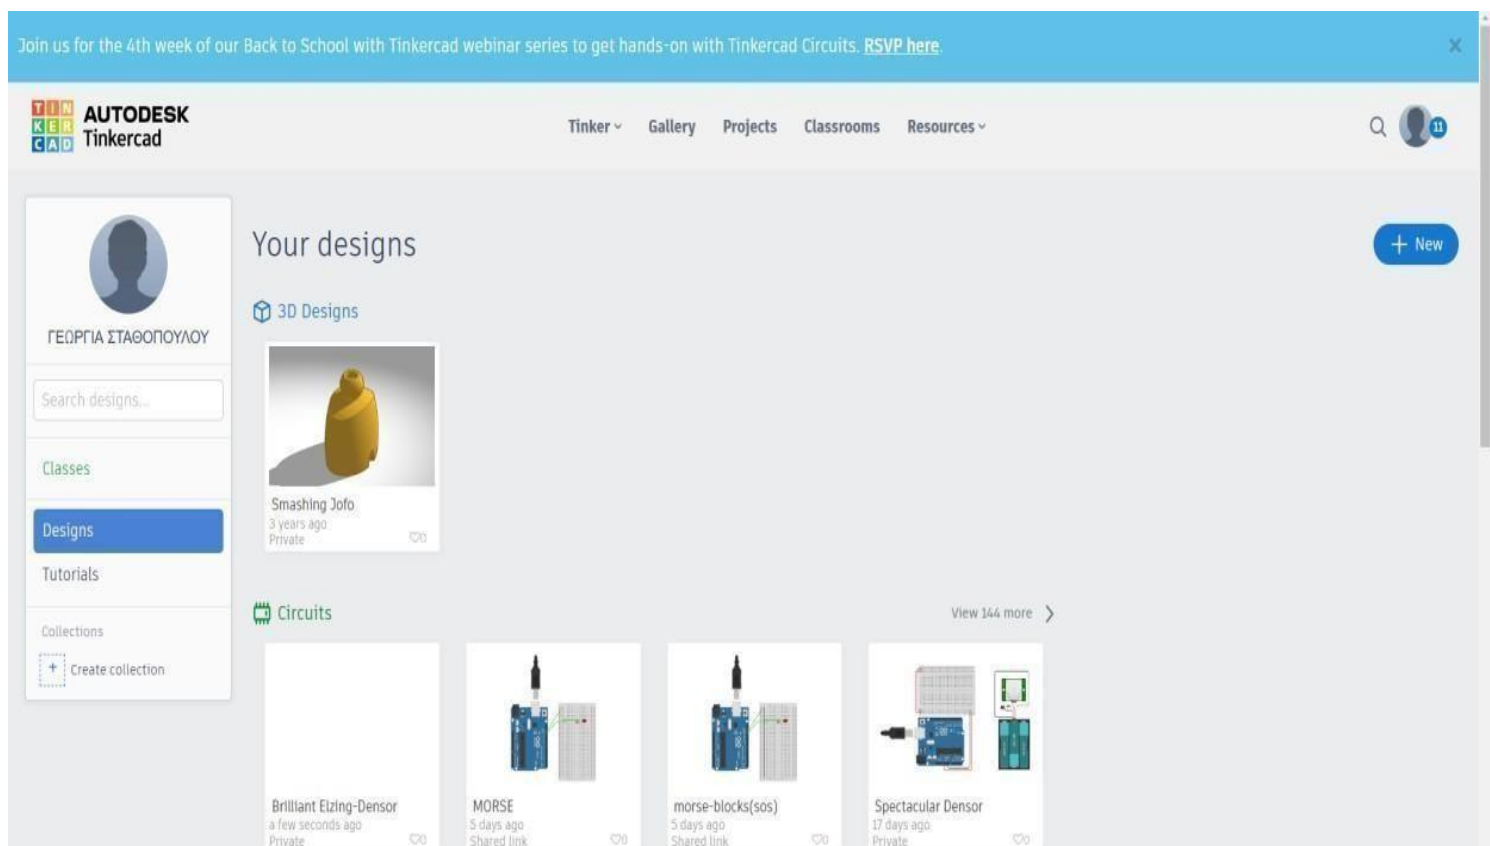 Join us for the 4th week of our Back to School with Tinkercad webinar series to get hands-on with Tinkercad Circuits. RSVP here.
TIN
KER
CAD
AUTODESK
Tinkercad
Tinker
Gallery
Projects
Classrooms
Resources
11
ΓΕΩΡΓΙΑ ΣΤΑΘΟΠΟΥΛΟΥ
Search designs...
Classes
Designs
Tutorials
Collections
+ Create collection
Your designs
+ New
3D Designs
Smashing Jofo
3 years ago
Private
0
Circuits
View 144 more
Brilliant Elzing-Densor
a few seconds ago
Private
0
MORSE
5 days ago
Shared link
0
morse-blocks(sos)
5 days ago
Shared link
0
Spectacular Densor
17 days ago
Private
0